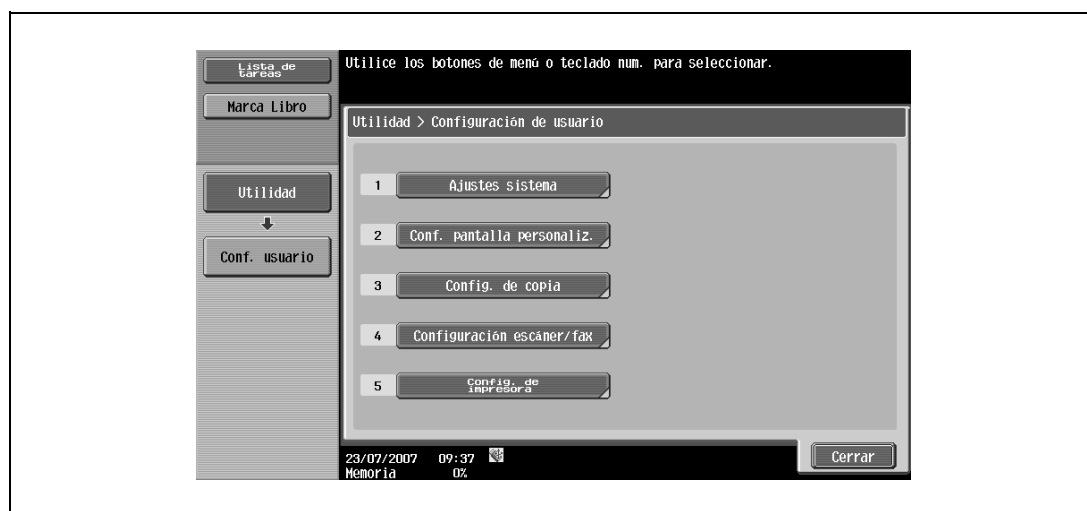 Lista de
tareas
Marca Libro
Utilidad
Conf. usuario
Utilice los botones de menú o teclado num. para seleccionar.
Utilidad > Configuración de usuario
1 Ajustes sistema
2 Conf. pantalla personaliz.
3 Config. de copia
4 Configuración escáner/fax
5 Config. de
impresora
23/07/2007 09:37
Memoria 0%
Cerrar